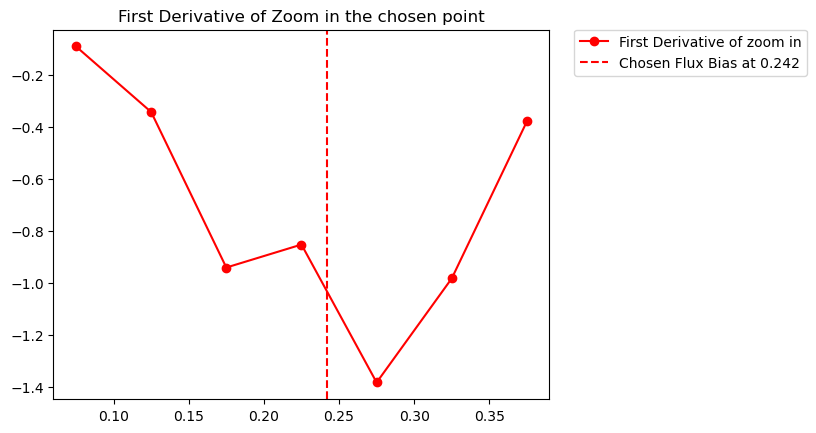 First Derivative of Zoom in the chosen point
First Derivative of zoom in
Chosen Flux Bias at 0.242
−0.2
−0.4
−0.6
−0.8
−1.0
−1.2
−1.4
0.10 0.15 0.20 0.25 0.30 0.35